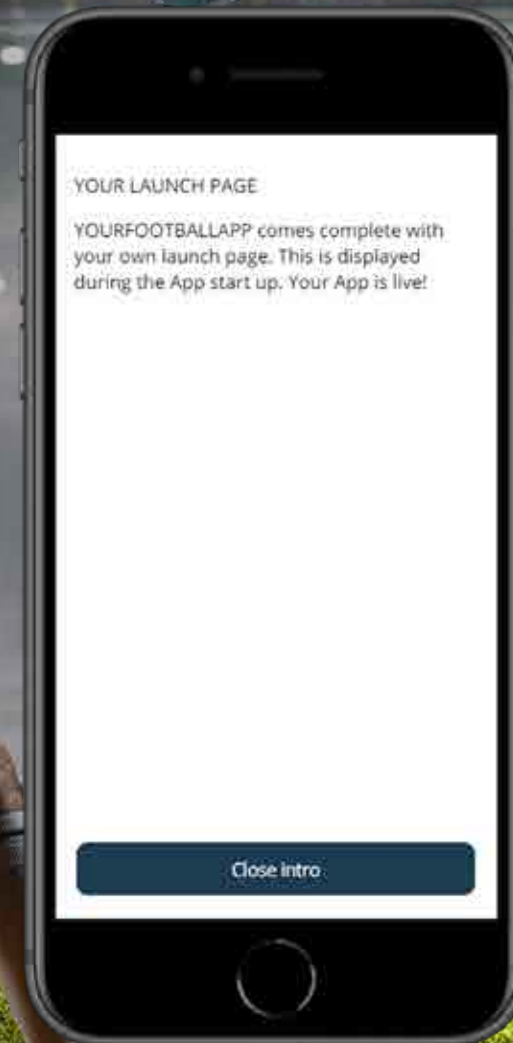 YOUR LAUNCH PAGE
YOURFOOTBALLAPP comes complete with
your own launch page. This is displayed
during the App start up. Your App is live!
Close Intro